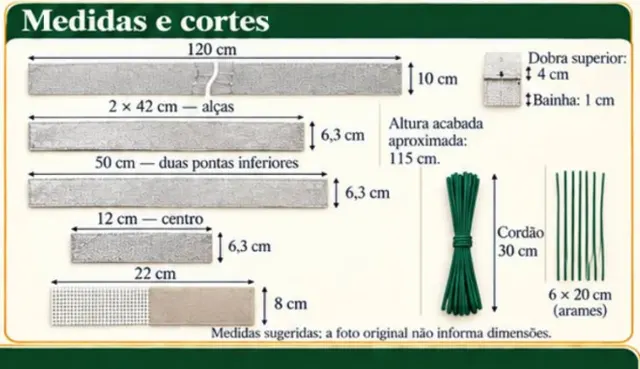 Medidas e cortes
120 cm
10 cm
Dobra superior:
4 cm
Bainha: 1 cm
2 × 42 cm — alças
6,3 cm
Altura acabada
aproximada:
115 cm.
50 cm — duas pontas inferiores
6,3 cm
12 cm — centro
6,3 cm
Cordão
30 cm
6 × 20 cm
(arames)
22 cm
8 cm
Medidas sugeridas; a foto original não informa dimensões.